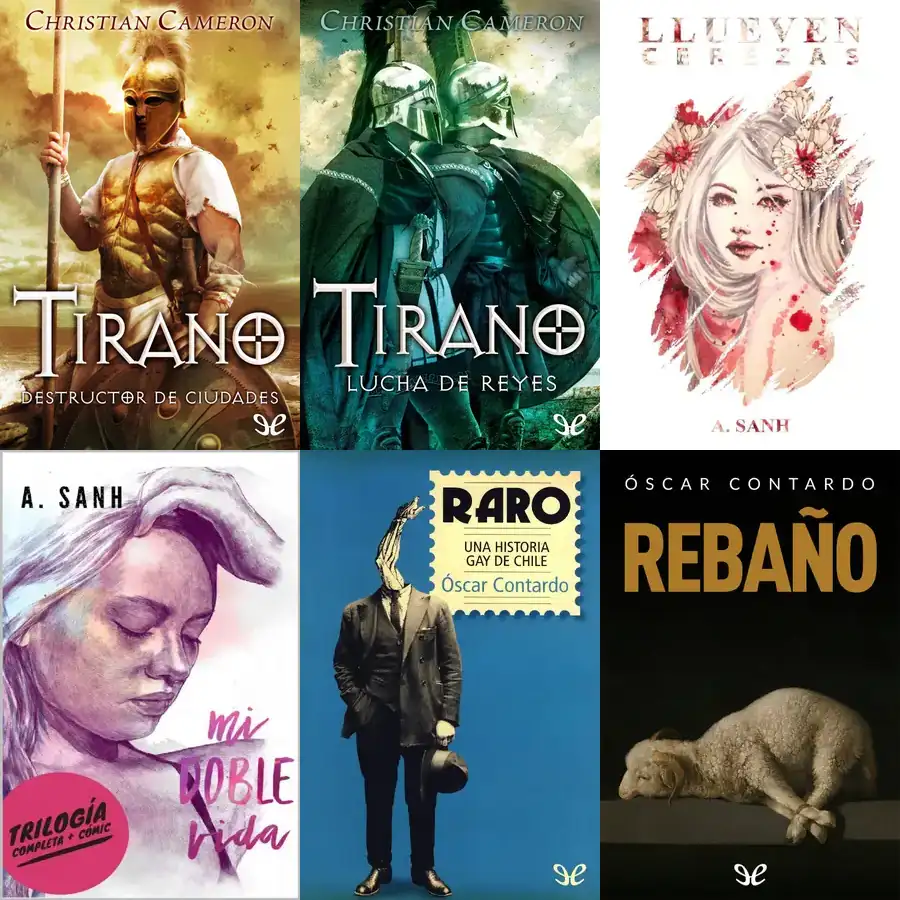 CHRISTIAN CAMERON
TIRANO
DESTRUCTOR DE CIUDADES
CHRISTIAN CAMERON
TIRANO
LUCHA DE REYES
LLUEVEN
CEREZAS
A. SANH
A. SANH
mi
DOBLE
vida
TRILOGÍA
COMPLETA + CÓMIC
RARO
UNA HISTORIA
GAY DE CHILE
Óscar Contardo
ÓSCAR CONTARDO
REBAÑO